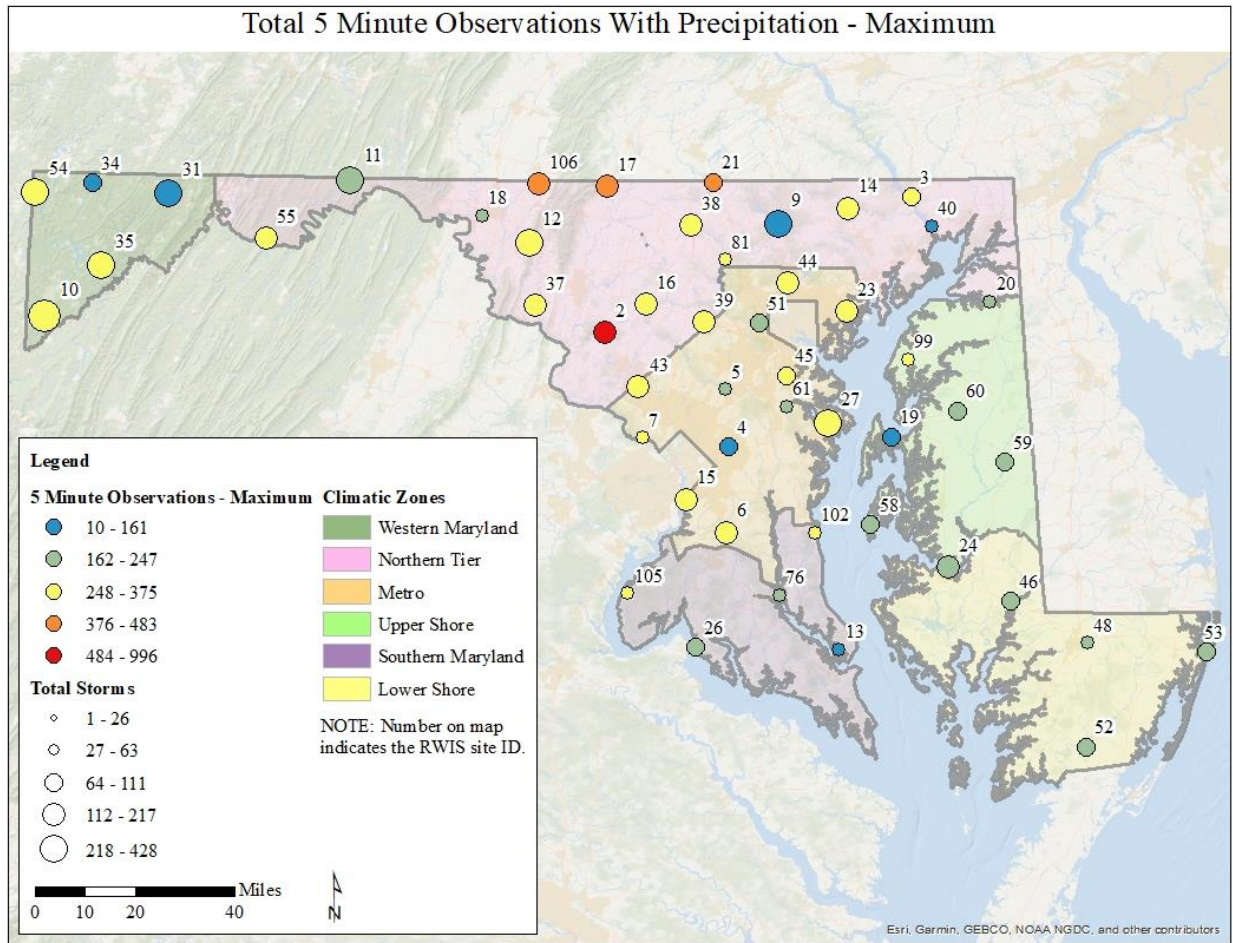 Total 5 Minute Observations With Precipitation - Maximum
54
34
31
11
106
17
21
3
18
14
9
40
12
38
55
35
81
44
10
37
16
20
39
23
2
51
99
43
45
5
61
60
27
7
19
4
59
15
58
6
102
24
105
76
46
48
53
26
13
52
Legend
5 Minute Observations - Maximum
10 - 161
162 - 247
248 - 375
376 - 483
484 - 996
Total Storms
1 - 26
27 - 63
64 - 111
112 - 217
218 - 428
Climatic Zones
Western Maryland
Northern Tier
Metro
Upper Shore
Southern Maryland
Lower Shore
NOTE: Number on map
indicates the RWIS site ID.
Miles
0 10 20 40
N
Esri, Garmin, GEBCO, NOAA NGDC, and other contributors